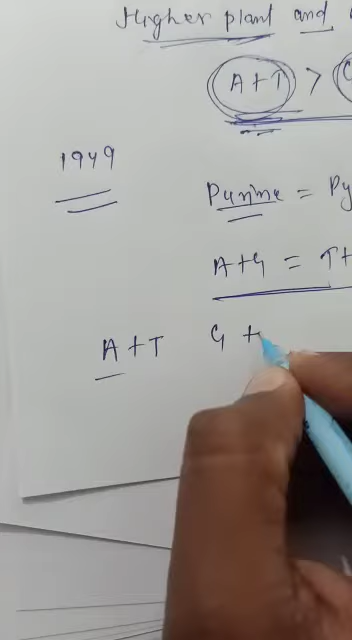 Higher plant and
A+T >
1949
Purine = Py
A+G = T+
A+T G +